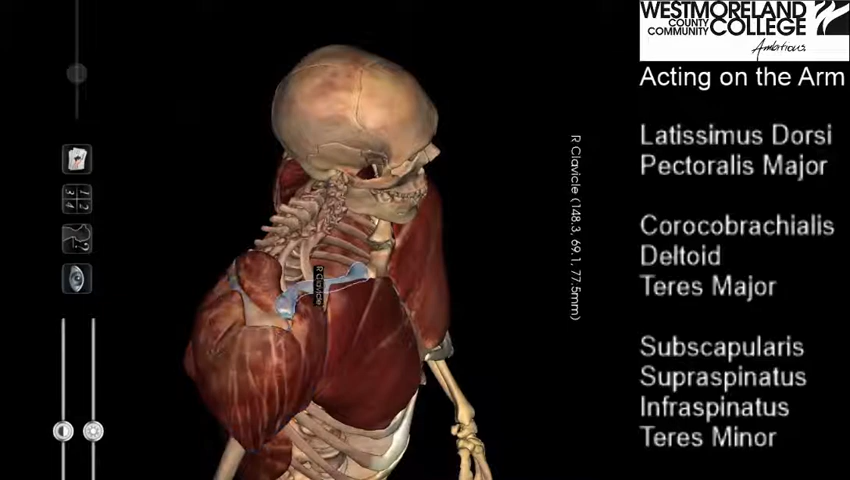 WESTMORELAND
COUNTY
COMMUNITY COLLEGE
Ambitious.
Acting on the Arm
Latissimus Dorsi
Pectoralis Major
Corocobrachialis
Deltoid
Teres Major
Subscapularis
Supraspinatus
Infraspinatus
Teres Minor
R Clavicle (148.3, 69.1, 77.5mm)
R Clavicle